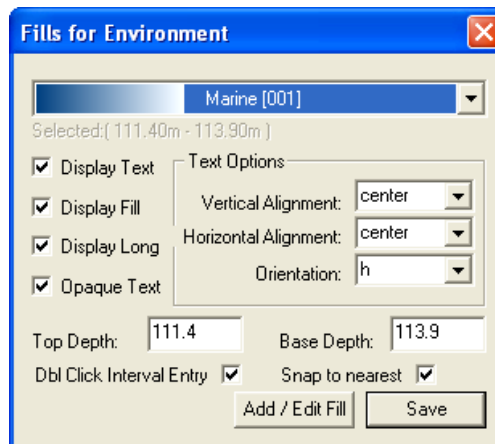 Fills for Environment
Marine [001]
Selected:( 111.40m - 113.90m )
Display Text
Text Options
Vertical Alignment: center
Display Fill
Horizontal Alignment: center
Display Long
Orientation: h
Opaque Text
Top Depth: 111.4 Base Depth: 113.9
Dbl Click Interval Entry Snap to nearest
Add / Edit Fill Save